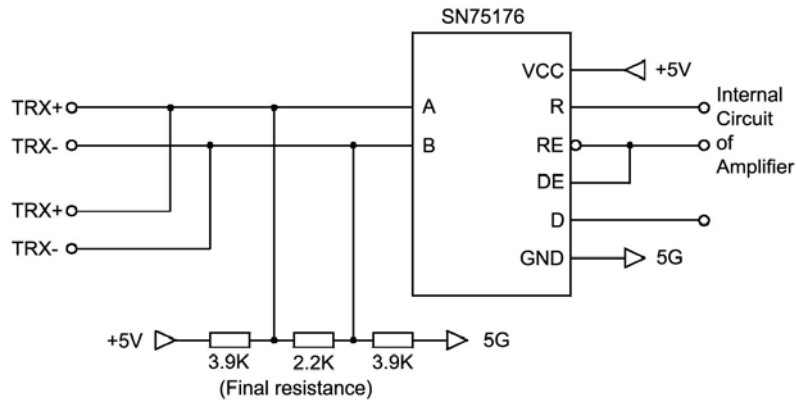 SN75176
VCC
+5V
TRX+
A
R
Internal
Circuit
of
Amplifier
TRX-
B
RE
DE
TRX+
D
TRX-
GND
5G
+5V
5G
3.9K
2.2K
3.9K
(Final resistance)